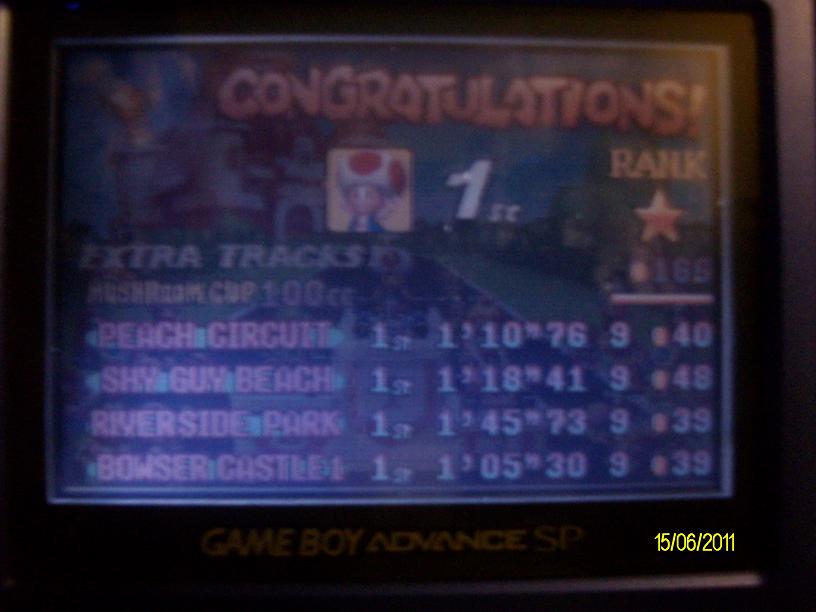 CONGRATULATIONS!
1ST
RANK
EXTRA TRACKS
MUSHROOM CUP 100cc
PEACH CIRCUIT 1ST 1'10"76 9 40
SHY GUY BEACH 1ST 1'18"41 9 48
RIVERSIDE PARK 1ST 1'45"73 9 39
BOWSER CASTLE 1 1ST 1'05"30 9 39
GAME BOY ADVANCE SP
15/06/2011